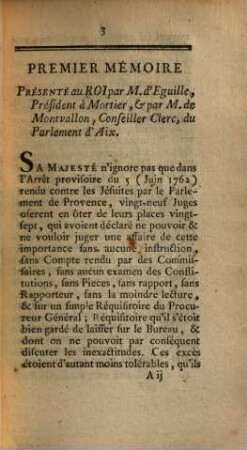 3
PREMIER MÉMOIRE
PRÉSENTÉ au ROI par M. d'Eguille,
Président à Mortier, & par M. de
Montvallon, Conseiller Clerc, du
Parlement d'Aix.
SA MAJESTÉ n'ignore pas que dans
l'Arrêt provisoire du 5 (Juin 1762)
rendu contre les Jésuites par le Parle-
ment de Provence, vingt-neuf Juges
oserent en ôter de leurs places vingt-
sept, qui avoient déclaré ne pouvoir &
ne vouloir juger une affaire de cette
importance sans aucune instruction,
sans Compte rendu par des Commis-
saires, sans aucun examen des Consti-
tutions, sans Pieces, sans rapport, sans
Rapporteur, sans la moindre lecture,
& sur un simple Réquisitoire du Procu-
reur Général; Réquisitoire qu'il s'étoit
bien gardé de laisser sur le Bureau, &
dont on ne pouvoit par conséquent
discuter les inexactitudes. Ces excès
étoient d'autant moins tolérables, qu'ils
A ij